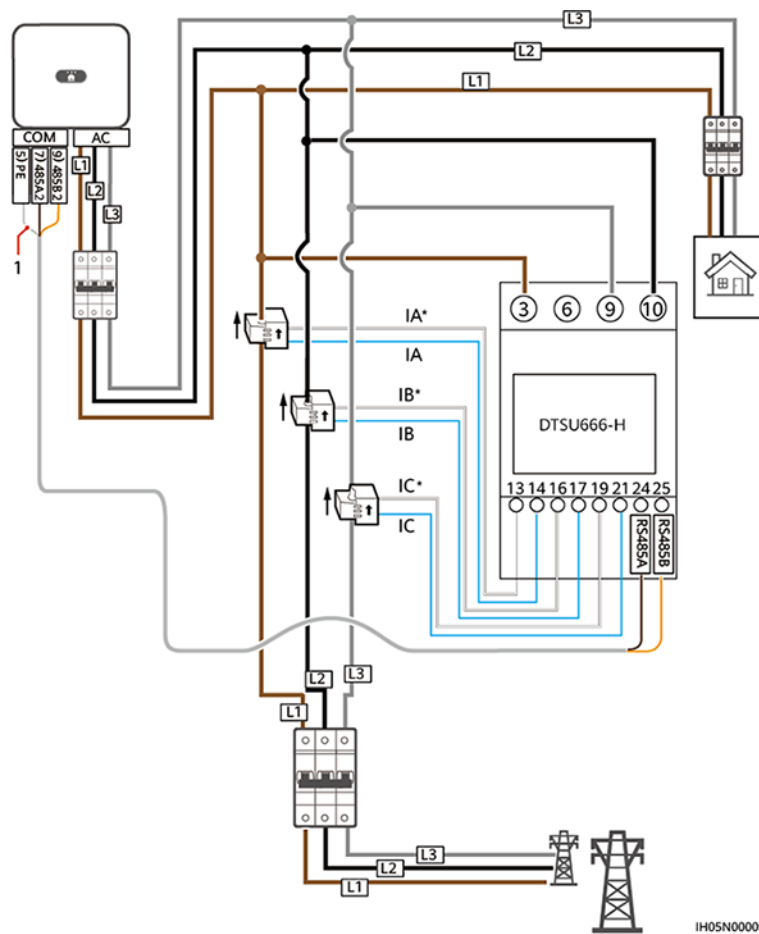 L3
L2
L1
COM
AC
5) PE
7) 485A2
9) 485B2
L1
L2
L3
1
3
6
9
10
IA*
IA
IB*
IB
IC*
IC
DTSU666-H
13 14 16 17 19 21 24 25
RS485A
RS485B
L2
L3
L1
L3
L2
L1
IH05N0000